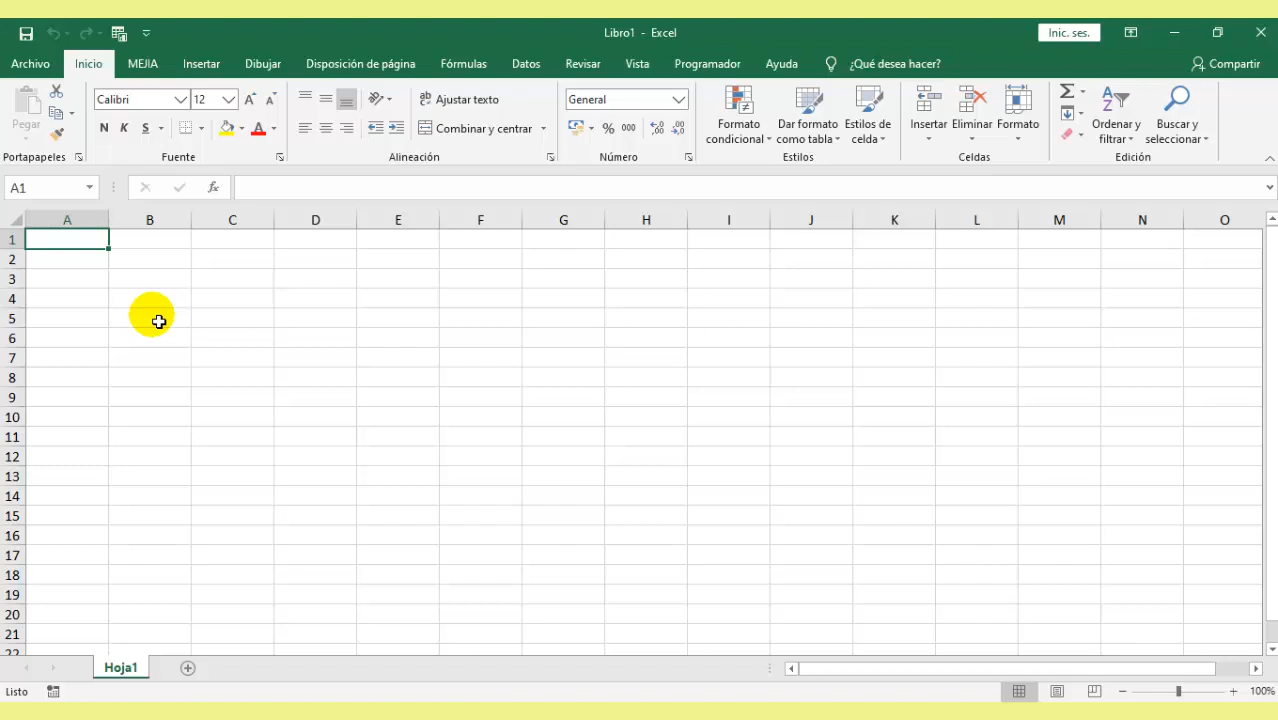 Libro1 - Excel
Inic. ses.
Archivo Inicio MEJIA Insertar Dibujar Disposición de página Fórmulas Datos Revisar Vista Programador Ayuda ¿Qué desea hacer? Compartir
Pegar
Calibri 12
N K S
Ajustar texto
Combinar y centrar
General
% 000
Formato condicional
Dar formato como tabla
Estilos de celda
Insertar
Eliminar
Formato
Ordenar y filtrar
Buscar y seleccionar
Portapapeles Fuente Alineación Número Estilos Celdas Edición
A1 fx
A B C D E F G H I J K L M N O
1
2
3
4
5
6
7
8
9
10
11
12
13
14
15
16
17
18
19
20
21
22
Hoja1
Listo 100%